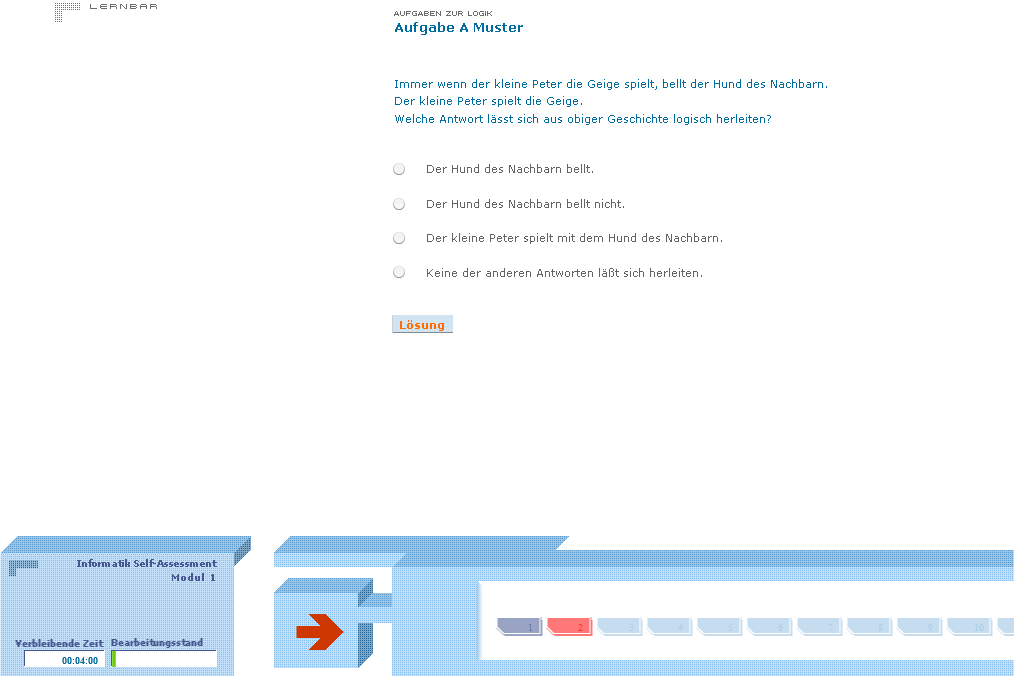 LERNBAR
AUFGABEN ZUR LOGIK
Aufgabe A Muster
Immer wenn der kleine Peter die Geige spielt, bellt der Hund des Nachbarn.
Der kleine Peter spielt die Geige.
Welche Antwort lässt sich aus obiger Geschichte logisch herleiten?
Der Hund des Nachbarn bellt.
Der Hund des Nachbarn bellt nicht.
Der kleine Peter spielt mit dem Hund des Nachbarn.
Keine der anderen Antworten läßt sich herleiten.
Lösung
Informatik Self-Assessment
Modul 1
Verbleibende Zeit Bearbeitungsstand
00:04:00
1 2 3 4 5 6 7 8 9 10